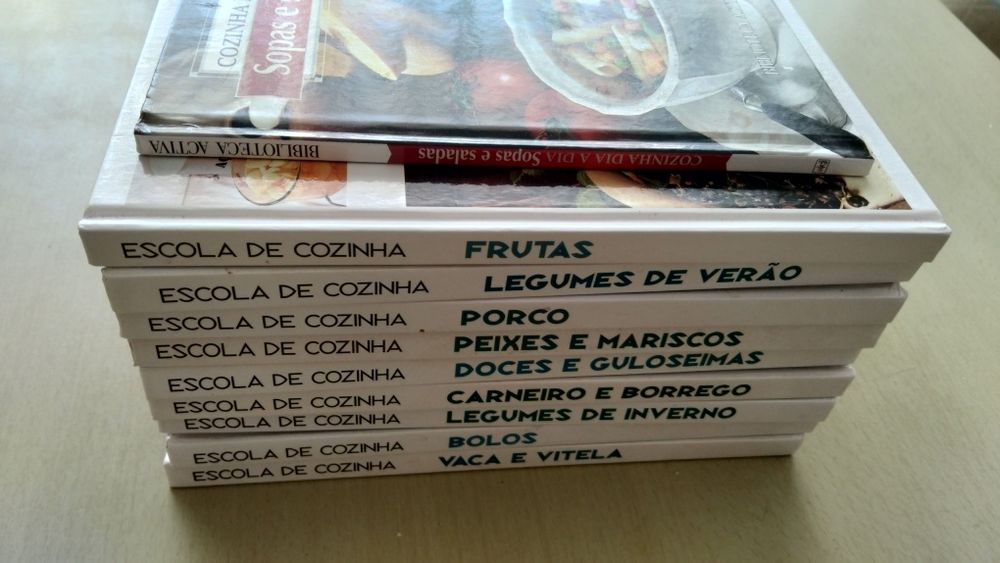 COZINHA
Sopas e
BIBLIOTECA ACTIVA
COZINHA DIA A DIA Sopas e saladas
ESCOLA DE COZINHA FRUTAS
ESCOLA DE COZINHA LEGUMES DE VERÃO
ESCOLA DE COZINHA PORCO
ESCOLA DE COZINHA PEIXES E MARISCOS
ESCOLA DE COZINHA DOCES E GULOSEIMAS
ESCOLA DE COZINHA CARNEIRO E BORREGO
ESCOLA DE COZINHA LEGUMES DE INVERNO
ESCOLA DE COZINHA BOLOS
ESCOLA DE COZINHA VACA E VITELA